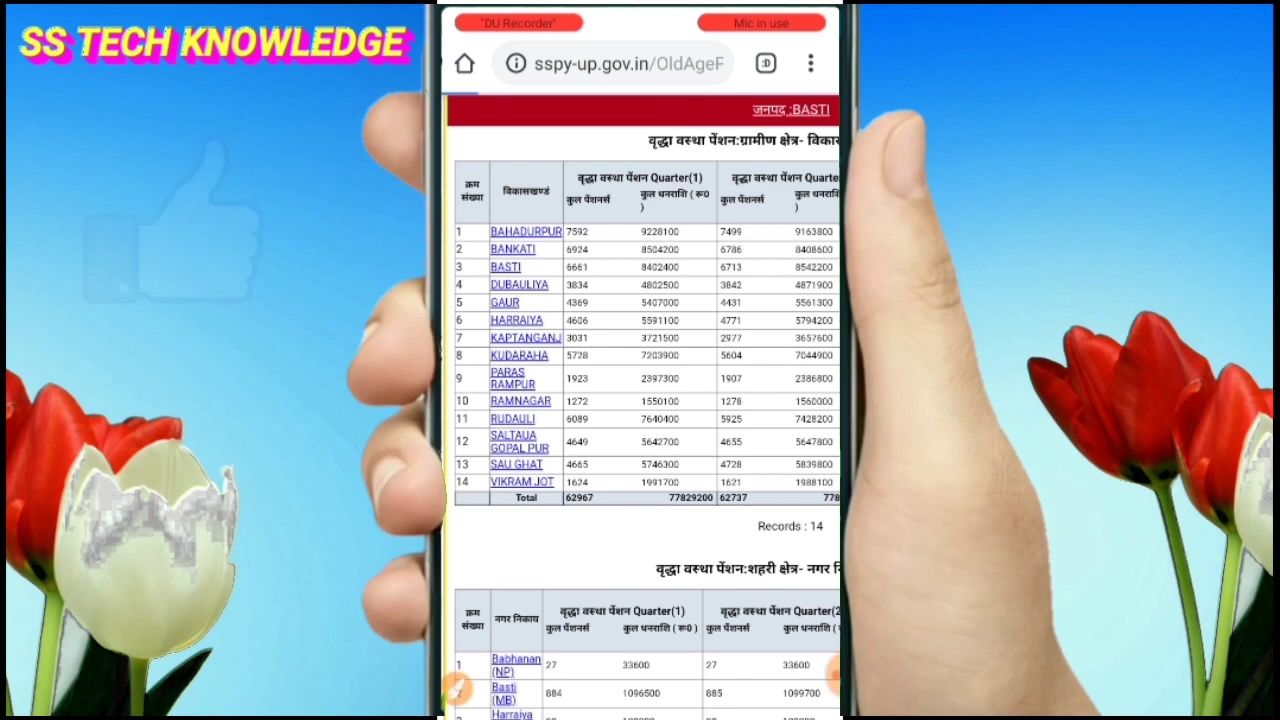 SS TECH KNOWLEDGE
"DU Recorder" Mic in use
sspy-up.gov.in/OldAgeF :D
जनपद :BASTI
वृद्धा वस्था पेंशन:ग्रामीण क्षेत्र- विकास
क्रम संख्या विकासखण्ड वृद्धा वस्था पेंशन Quarter(1) वृद्धा वस्था पेंशन Quarte
कुल पेंशनर्स कुल धनराशि ( रू0 ) कुल पेंशनर्स कुल धनराशि ( रू0 )
1 BAHADURPUR 7592 9228100 7499 9163800
2 BANKATI 6924 8504200 6786 8408600
3 BASTI 6661 8402400 6713 8542200
4 DUBAULIYA 3834 4802500 3842 4871900
5 GAUR 4369 5407000 4431 5561300
6 HARRAIYA 4606 5591100 4771 5794200
7 KAPTANGANJ 3031 3721500 2977 3657600
8 KUDARAHA 5728 7203900 5604 7044900
9 PARAS RAMPUR 1923 2397300 1907 2386800
10 RAMNAGAR 1272 1550100 1278 1560000
11 RUDAULI 6089 7640400 5925 7428200
12 SALTAUA GOPAL PUR 4649 5642700 4655 5647800
13 SAU GHAT 4665 5746300 4728 5839800
14 VIKRAM JOT 1624 1991700 1621 1988100
Total 62967 77829200 62737 778
Records : 14
वृद्धा वस्था पेंशन:शहरी क्षेत्र- नगर नि
क्रम संख्या नगर निकाय वृद्धा वस्था पेंशन Quarter(1) वृद्धा वस्था पेंशन Quarter(2
कुल पेंशनर्स कुल धनराशि ( रू0 ) कुल पेंशनर्स कुल धनराशि (
1 Babhanan (NP) 27 33600 27 33600
Basti (MB) 884 1096500 885 1099700
Harraiya